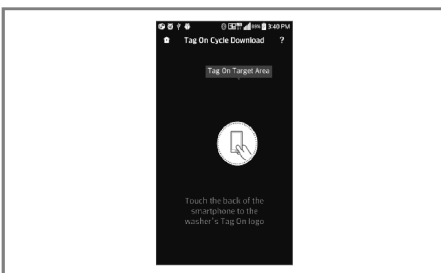 3:40 PM
Tag On Cycle Download ?
Tag On Target Area
Touch the back of the
smartphone to the
washer's Tag On logo